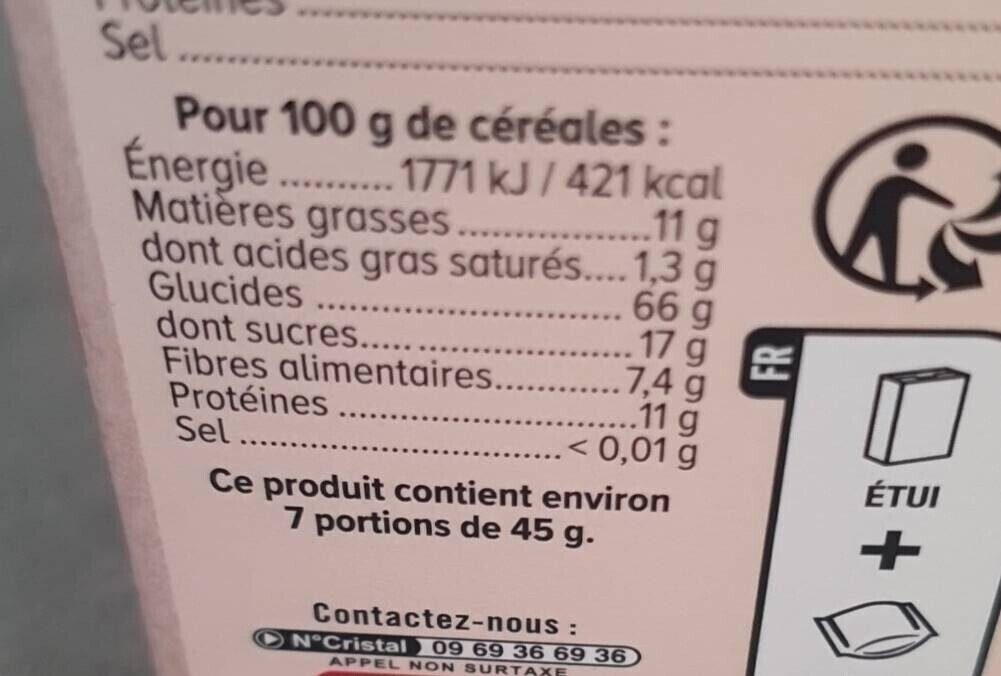 Protéines ..........
Sel ..........
Pour 100 g de céréales :
Énergie .......... 1771 kJ / 421 kcal
Matières grasses .......... 11 g
dont acides gras saturés.... 1,3 g
Glucides .......... 66 g
dont sucres.......... 17 g
Fibres alimentaires.......... 7,4 g
Protéines .......... 11 g
Sel .......... < 0,01 g
Ce produit contient environ
7 portions de 45 g.
Contactez-nous :
N°Cristal 09 69 36 69 36
APPEL NON SURTAXE
FR
ÉTUI
+